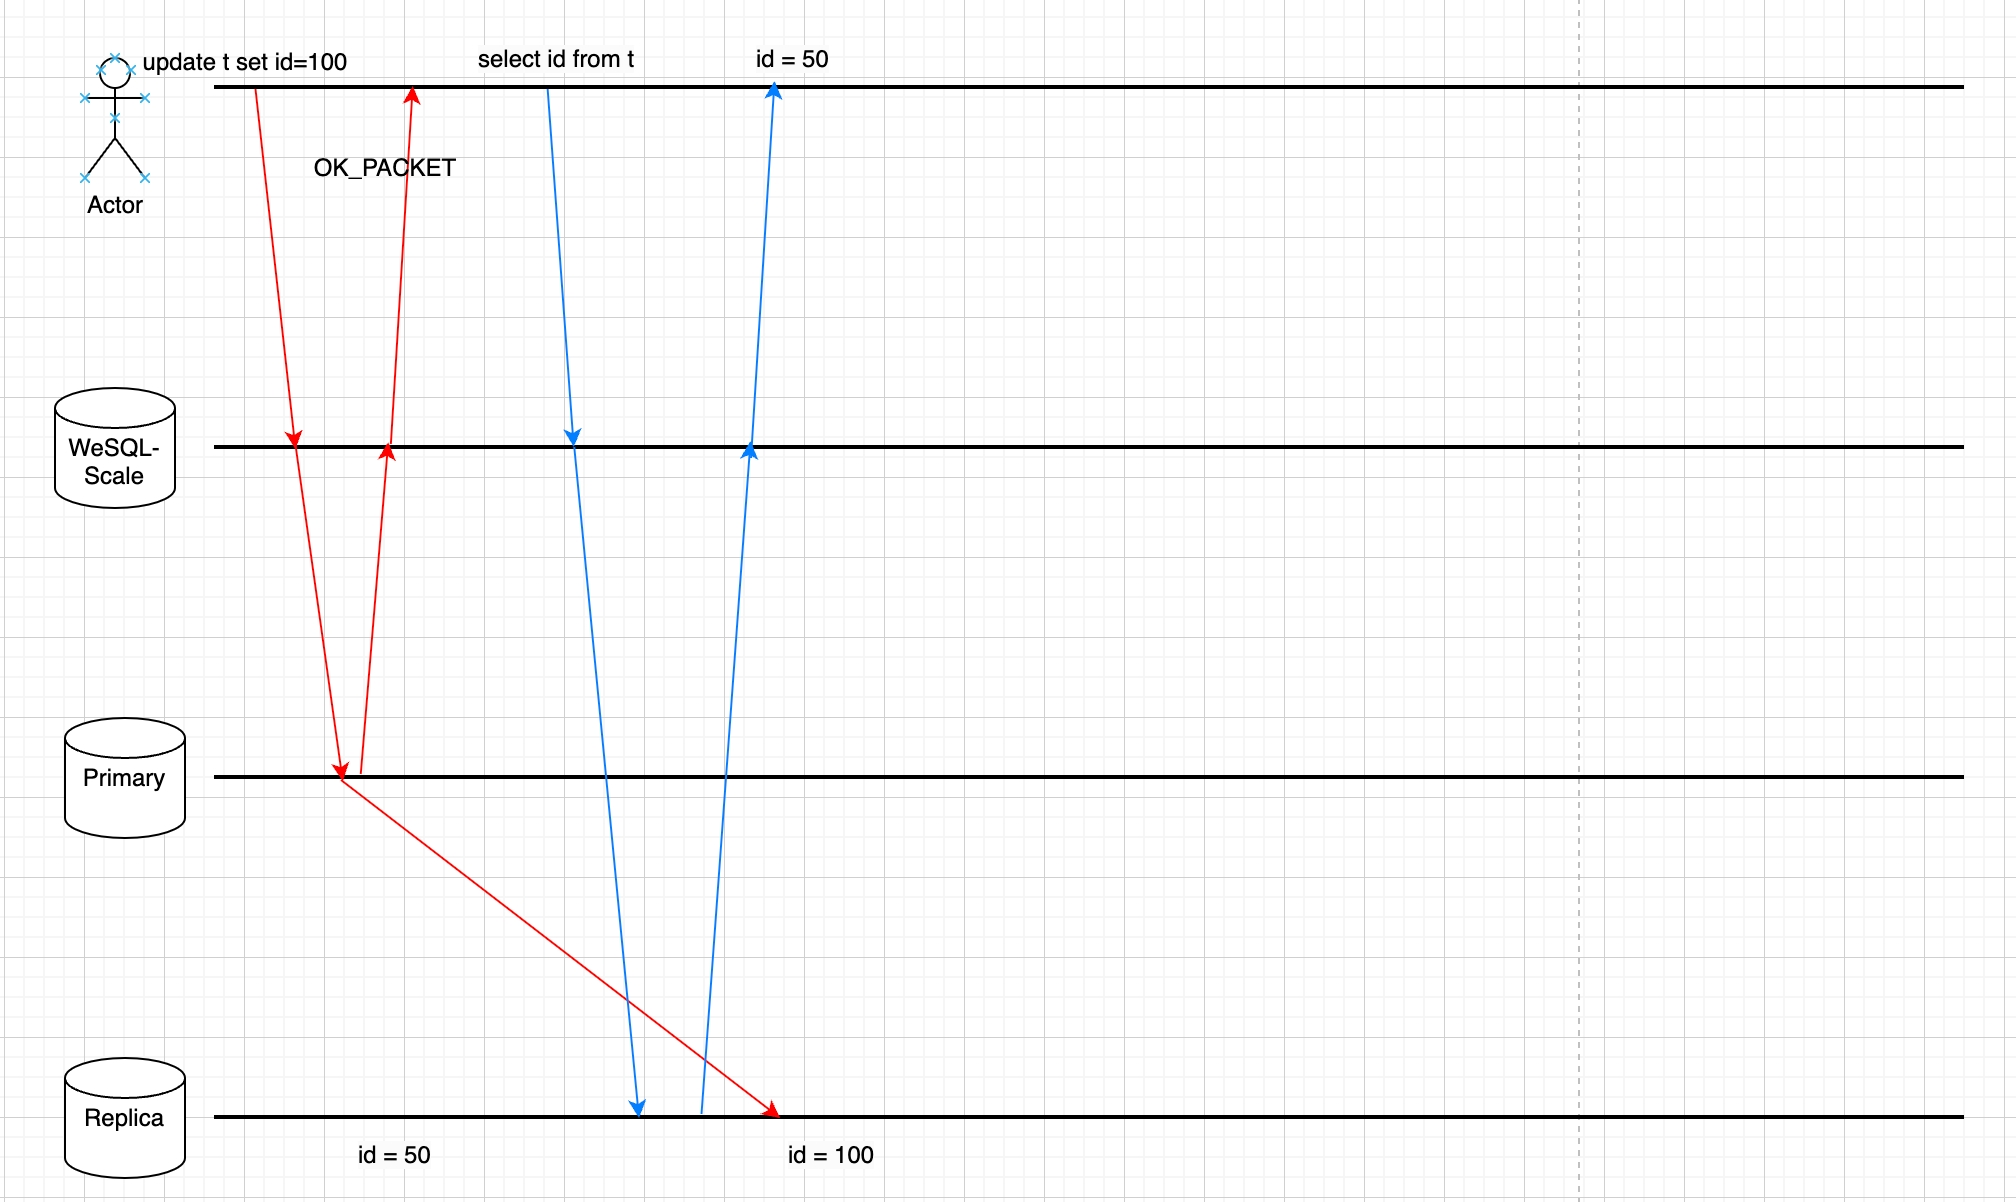 update t set id=100
select id from t
id = 50
OK_PACKET
Actor
WeSQL-
Scale
Primary
Replica
id = 50
id = 100